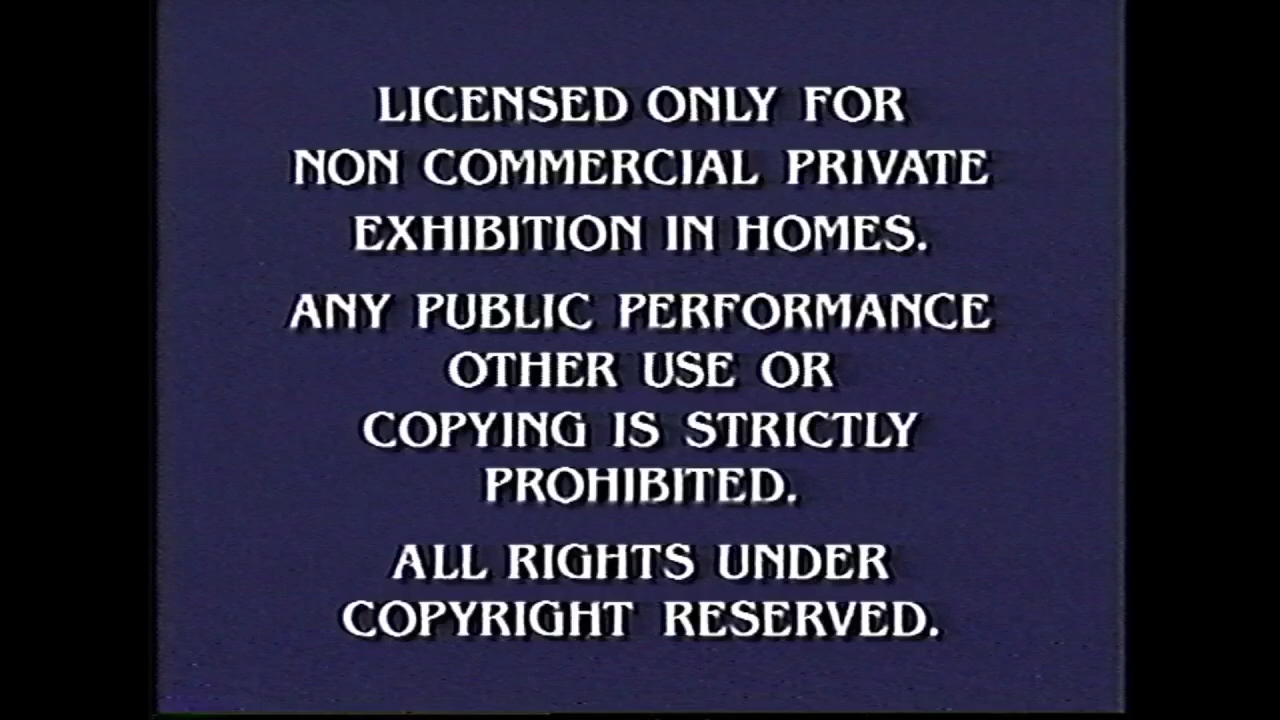 LICENSED ONLY FOR
NON COMMERCIAL PRIVATE
EXHIBITION IN HOMES.
ANY PUBLIC PERFORMANCE
OTHER USE OR
COPYING IS STRICTLY
PROHIBITED.
ALL RIGHTS UNDER
COPYRIGHT RESERVED.